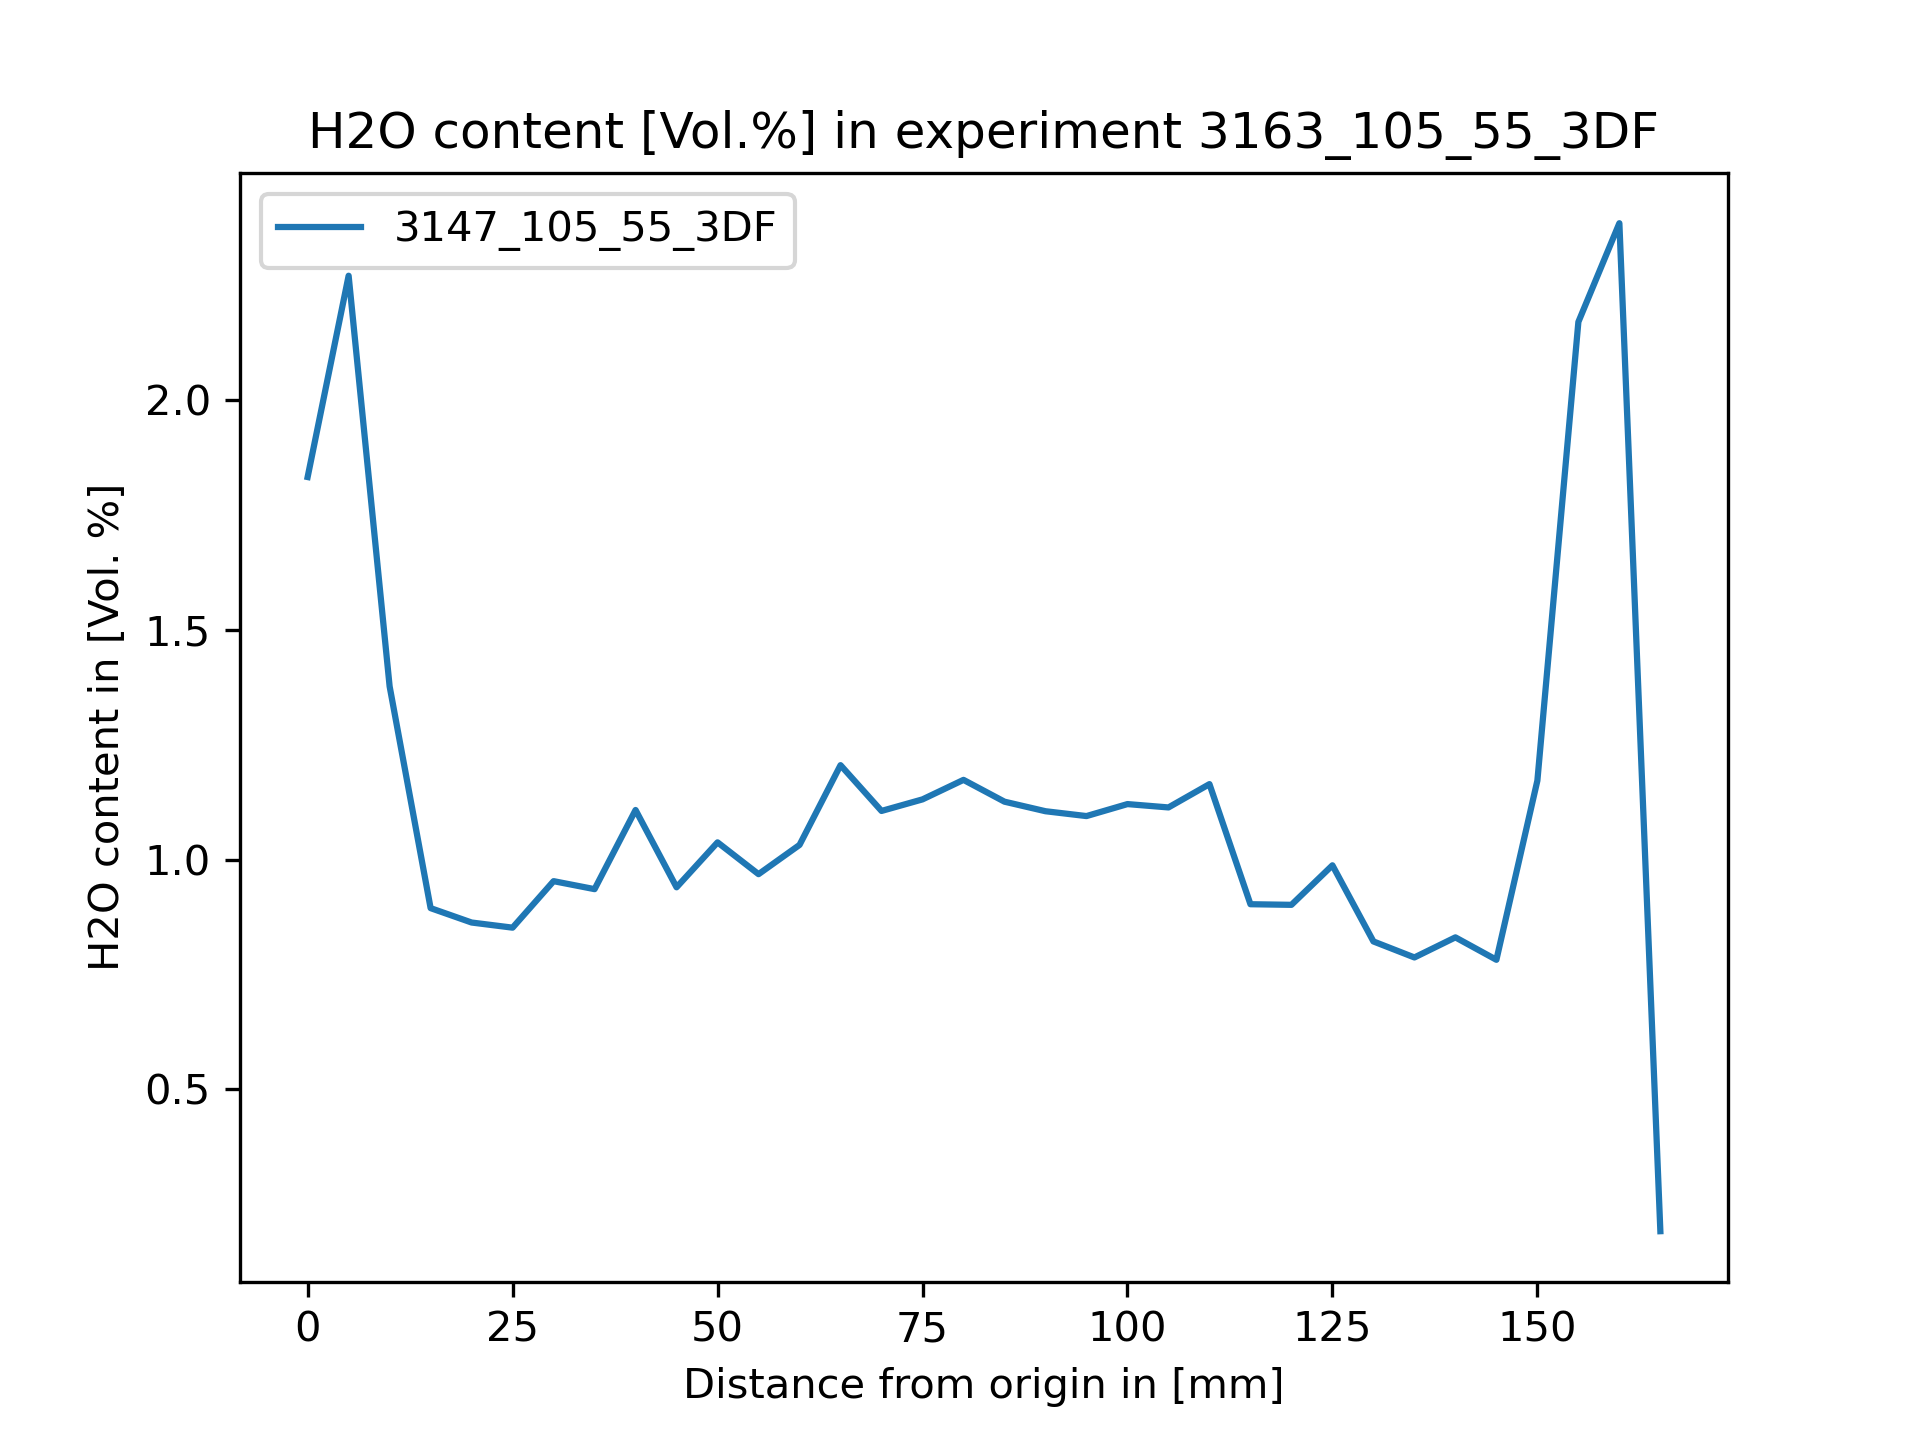 H2O content [Vol.%] in experiment 3163_105_55_3DF
3147_105_55_3DF
H2O content in [Vol. %]
2.0
1.5
1.0
0.5
0 25 50 75 100 125 150
Distance from origin in [mm]